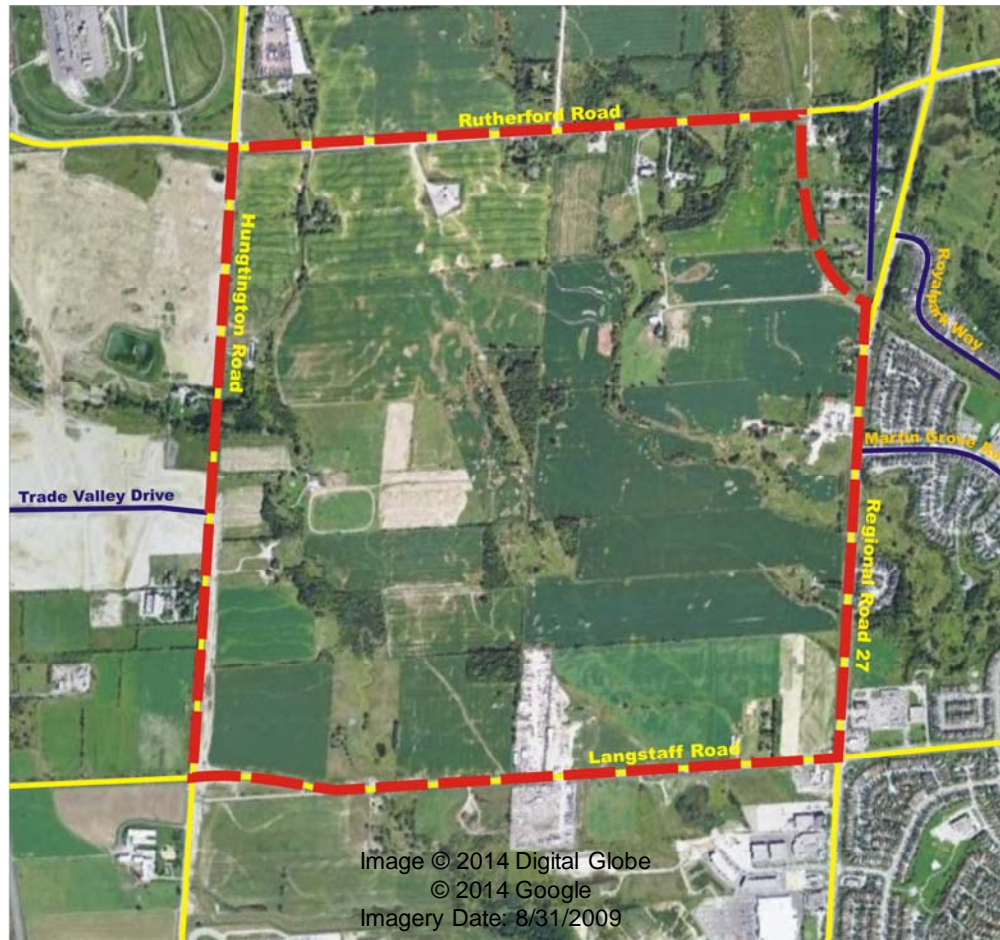 Rutherford Road
Hungtington Road
Royalpark Way
Martin Grove
Trade Valley Drive
Regional Road 27
Langstaff Road
Image © 2014 Digital Globe
© 2014 Google
Imagery Date: 8/31/2009